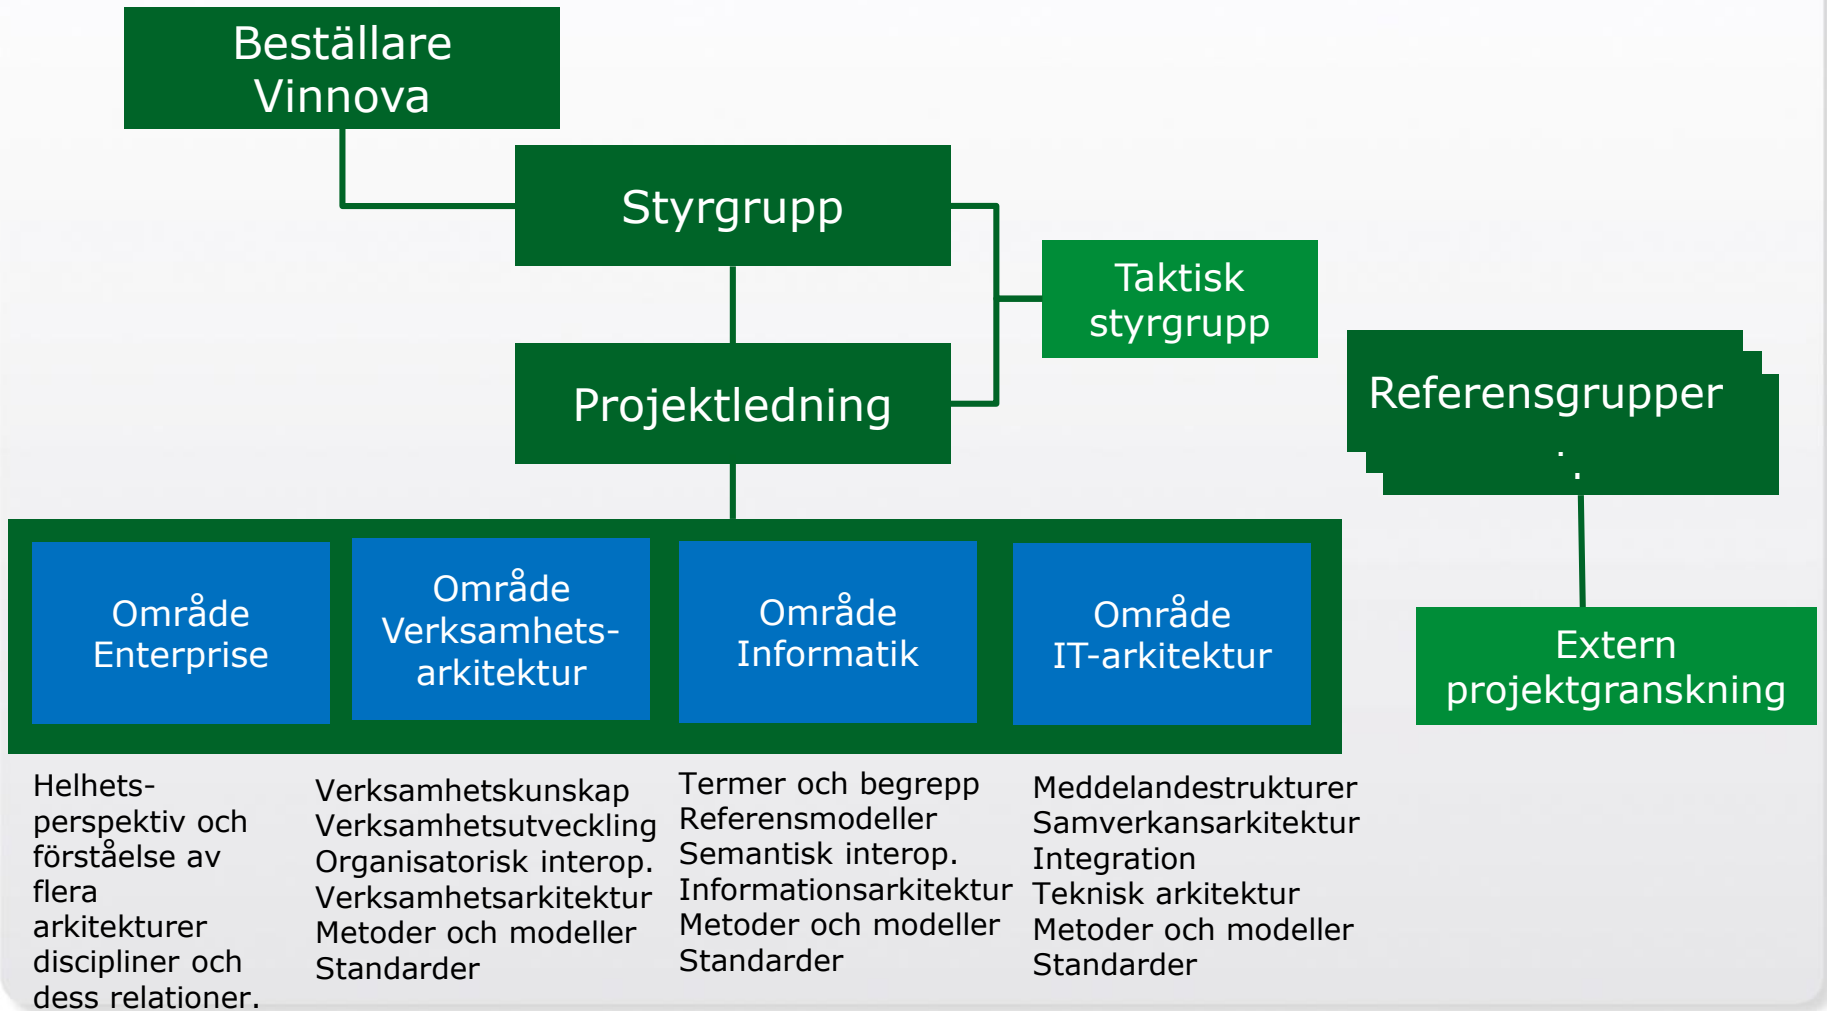 Beställare
Vinnova
Styrgrupp
Taktisk
styrgrupp
Projektledning
Referensgrupper
.
.
Område
Enterprise
Område
Verksamhets-
arkitektur
Område
Informatik
Område
IT-arkitektur
Extern
projektgranskning
Helhets-
perspektiv och
förståelse av
flera
arkitekturer
discipliner och
dess relationer.
Verksamhetskunskap
Verksamhetsutveckling
Organisatorisk interop.
Verksamhetsarkitektur
Metoder och modeller
Standarder
Termer och begrepp
Referensmodeller
Semantisk interop.
Informationsarkitektur
Metoder och modeller
Standarder
Meddelandestrukturer
Samverkansarkitektur
Integration
Teknisk arkitektur
Metoder och modeller
Standarder